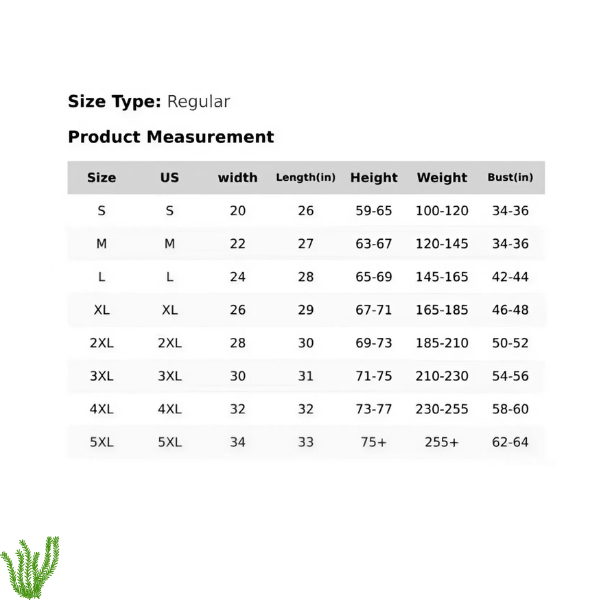 Size Type: Regular
Product Measurement
Size US width Length(in) Height Weight Bust(in)
S S 20 26 59-65 100-120 34-36
M M 22 27 63-67 120-145 34-36
L L 24 28 65-69 145-165 42-44
XL XL 26 29 67-71 165-185 46-48
2XL 2XL 28 30 69-73 185-210 50-52
3XL 3XL 30 31 71-75 210-230 54-56
4XL 4XL 32 32 73-77 230-255 58-60
5XL 5XL 34 33 75+ 255+ 62-64